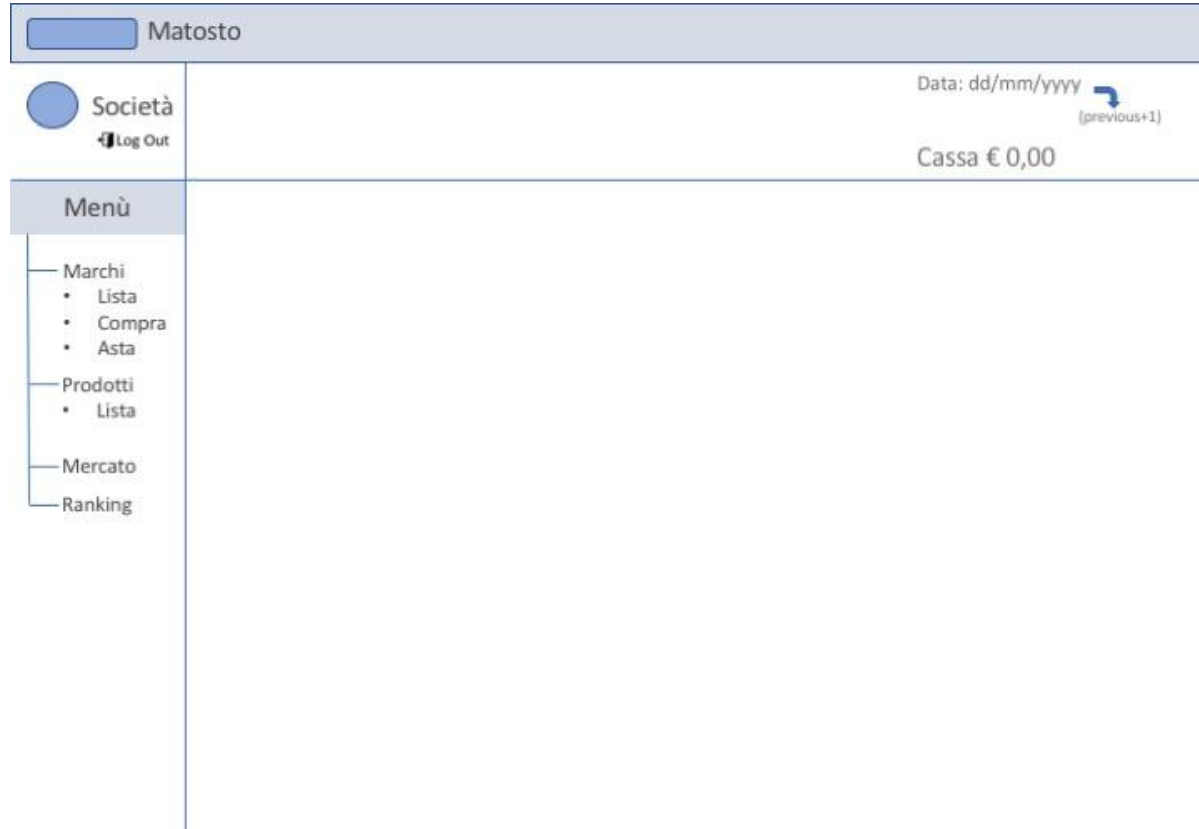 Matosto
Società
Log Out
Data: dd/mm/yyyy
(previous+1)
Cassa € 0,00
Menù
Marchi
• Lista
• Compra
• Asta
Prodotti
• Lista
Mercato
Ranking